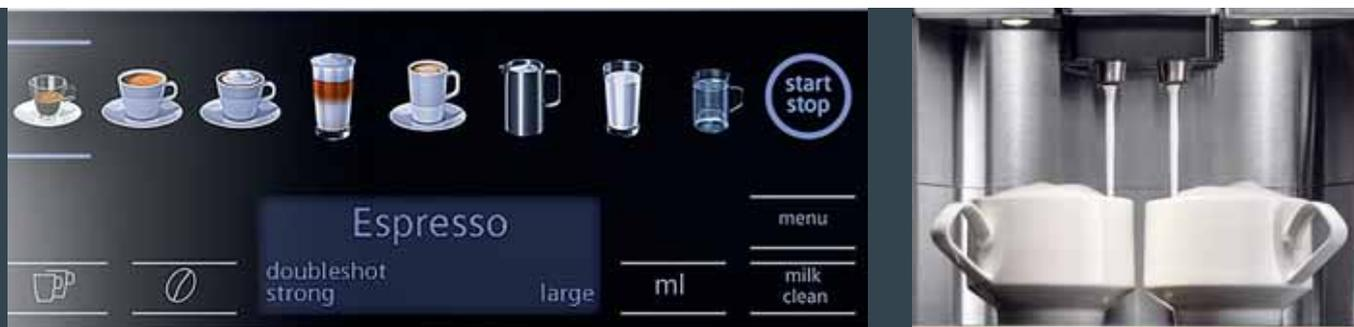 start
stop
Espresso
menu
doubleshot
strong
large
ml
milk
clean